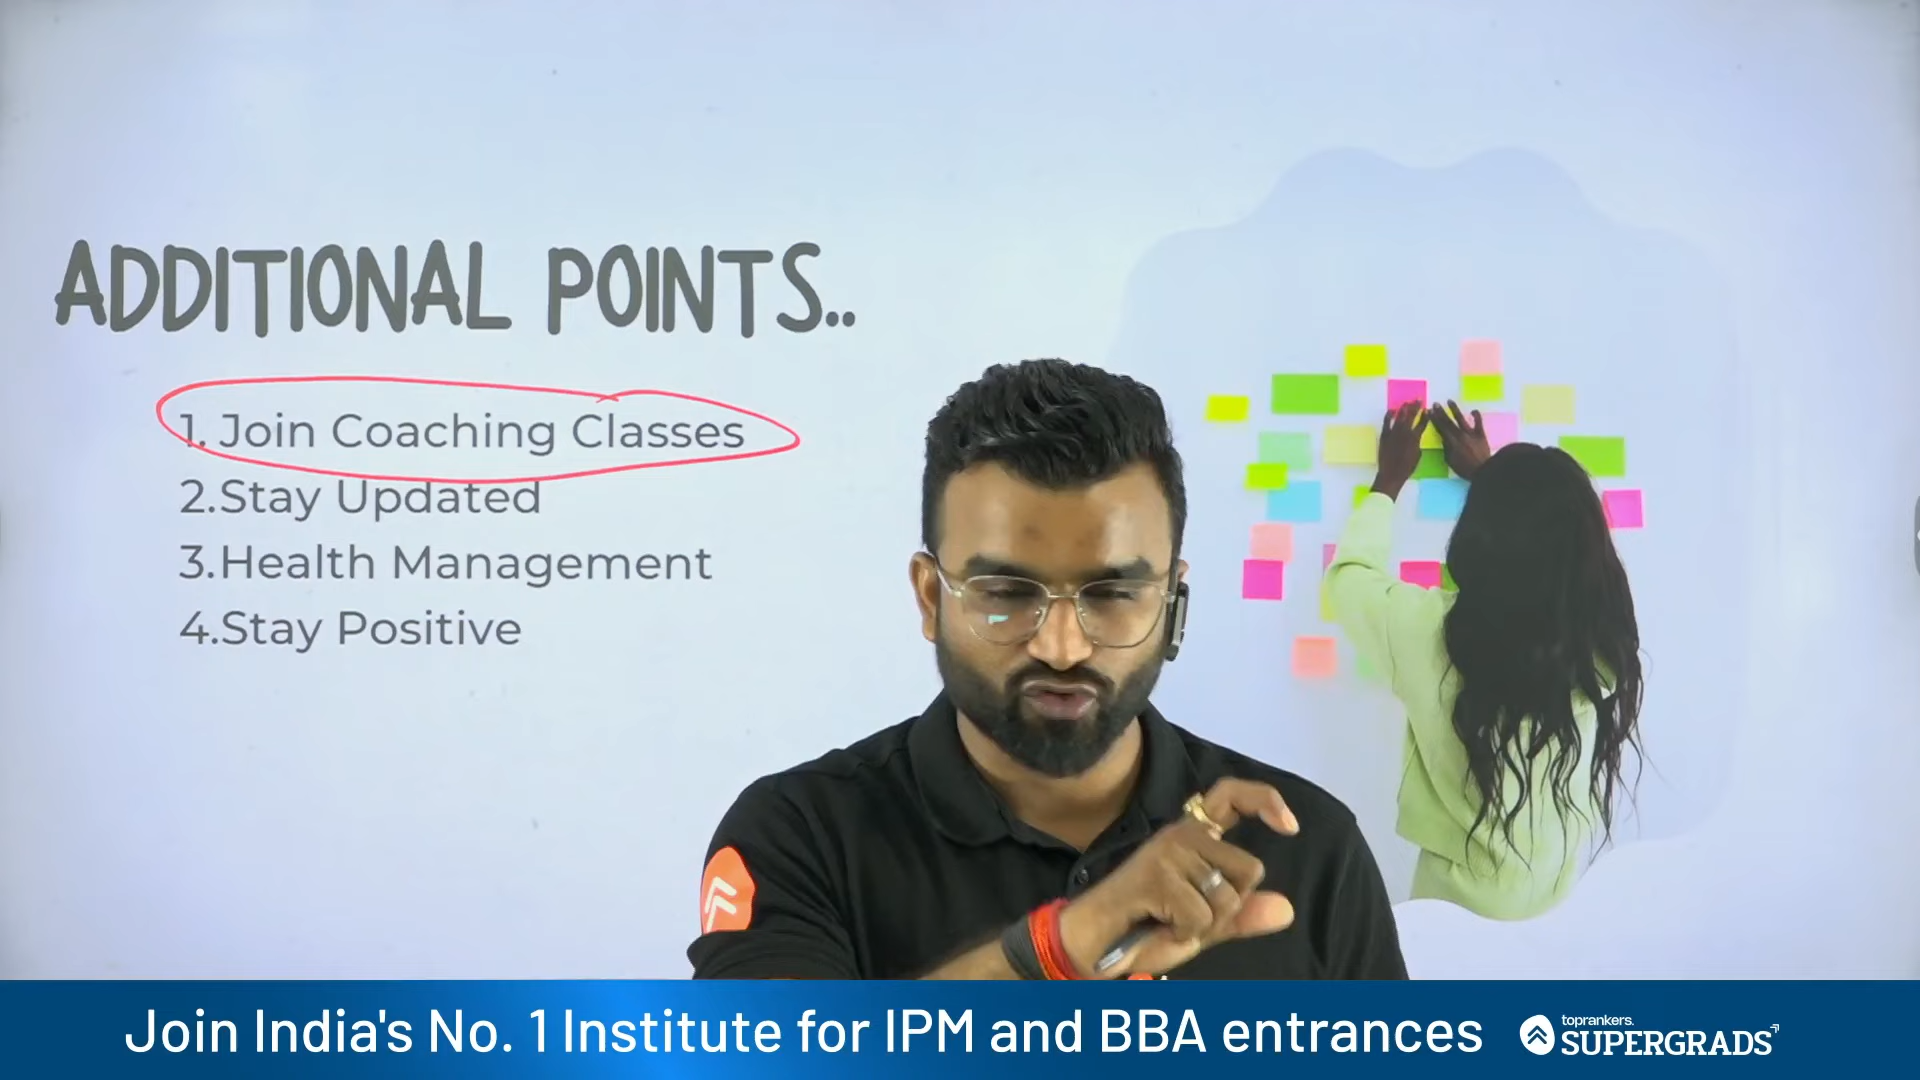 ADDITIONAL POINTS..
1. Join Coaching Classes
2.Stay Updated
3.Health Management
4.Stay Positive
Join India's No. 1 Institute for IPM and BBA entrances
toprankers.
SUPERGRADS